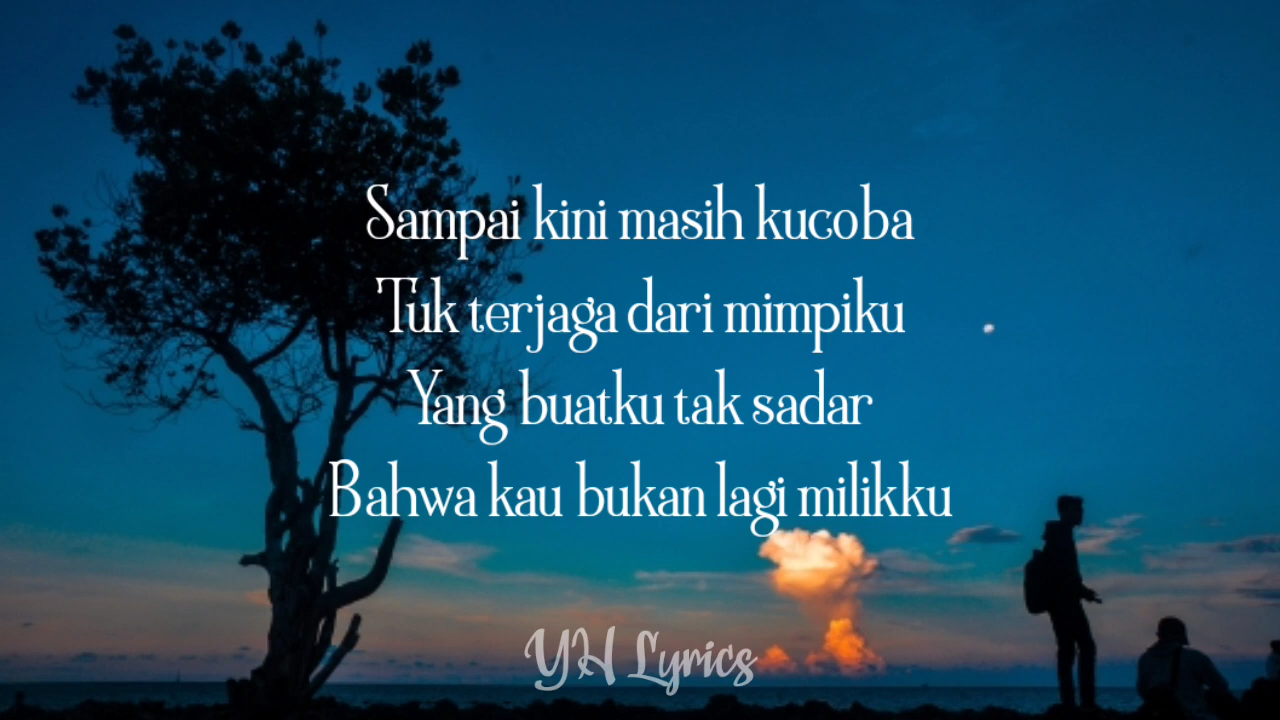 Sampai kini masih kucoba
Tuk terjaga dari mimpiku
Yang buatku tak sadar
Bahwa kau bukan lagi milikku
YH Lyrics